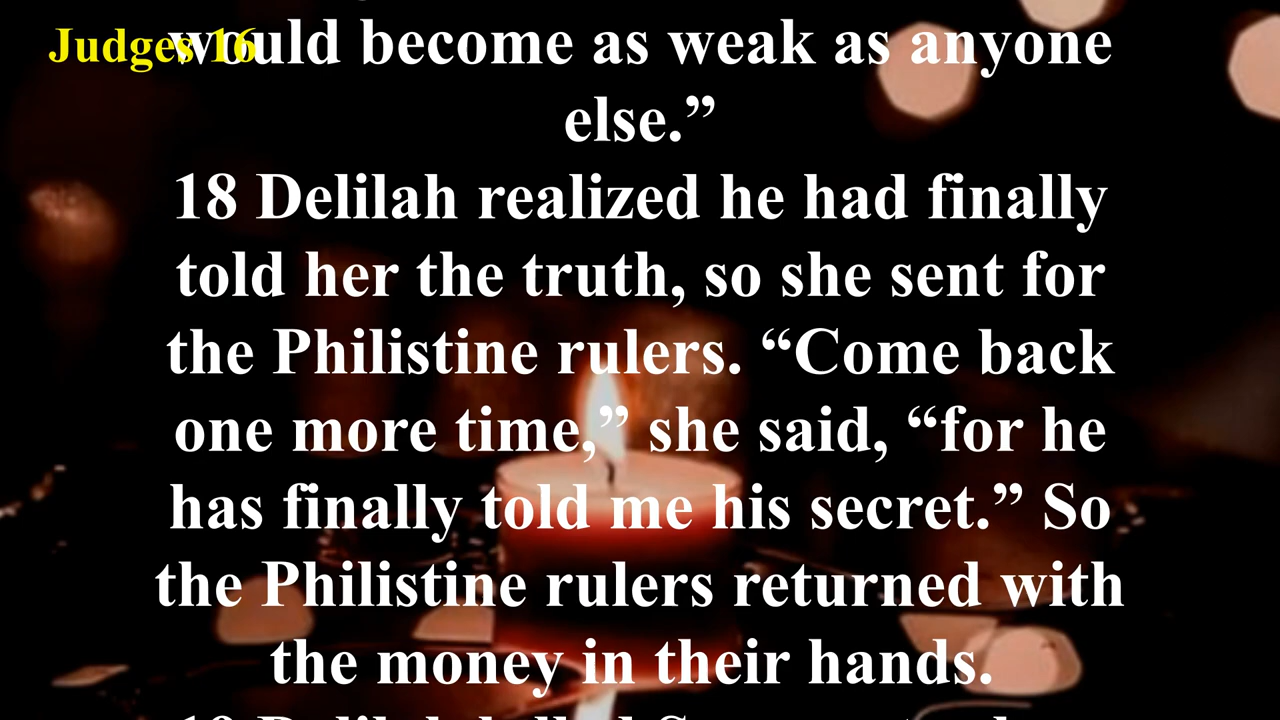 Judges 16
would become as weak as anyone
else.”
18 Delilah realized he had finally
told her the truth, so she sent for
the Philistine rulers. “Come back
one more time,” she said, “for he
has finally told me his secret.” So
the Philistine rulers returned with
the money in their hands.